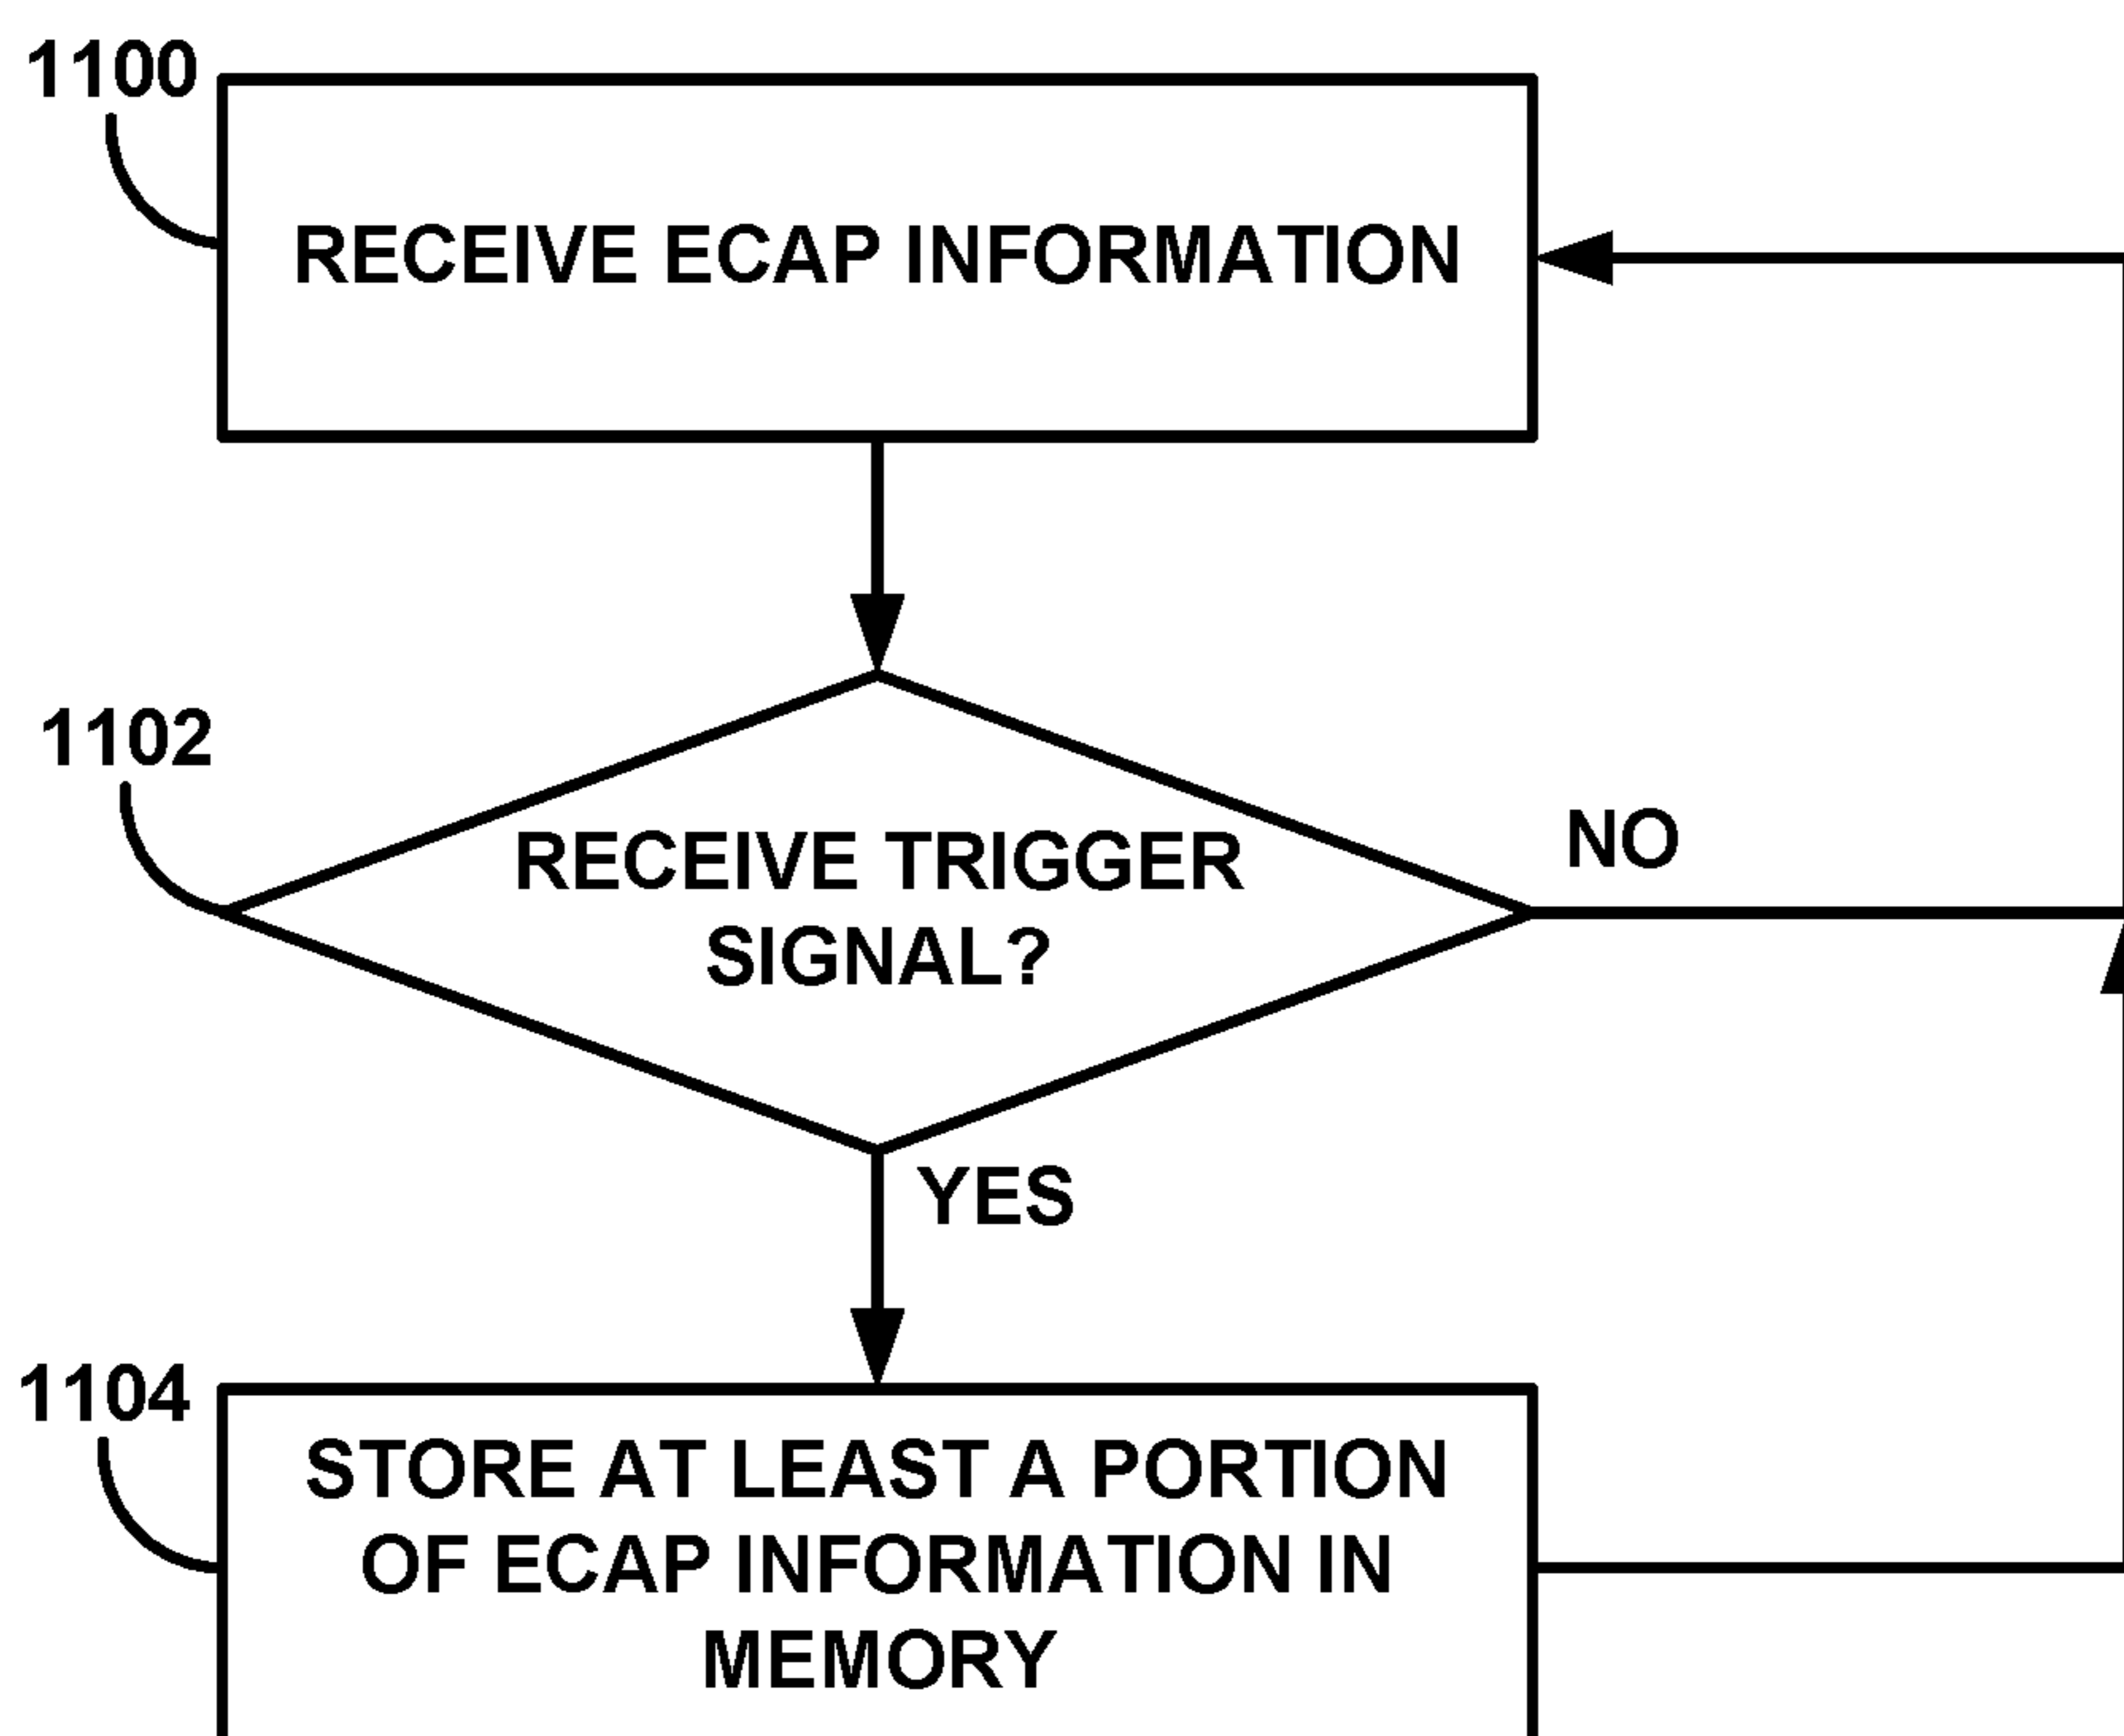 1100
RECEIVE ECAP INFORMATION
1102
RECEIVE TRIGGER
SIGNAL?
NO
YES
1104
STORE AT LEAST A PORTION
OF ECAP INFORMATION IN
MEMORY